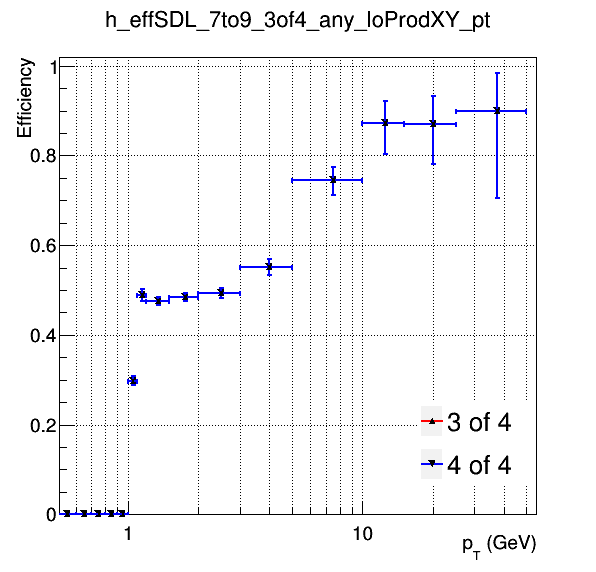 h_effSDL_7to9_3of4_any_loProdXY_pt
Efficiency
1
0.8
0.6
0.4
0.2
0
3 of 4
4 of 4
1
10
p_T (GeV)